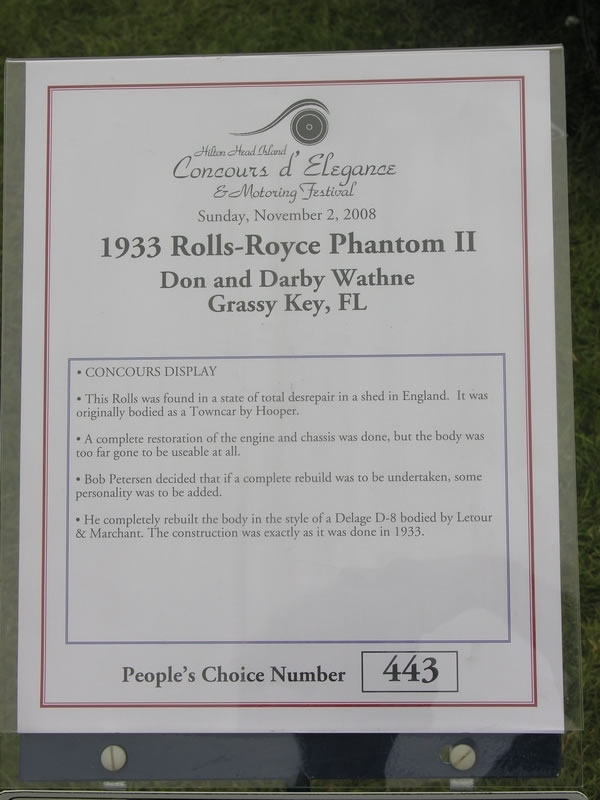 Hilton Head Island
Concours d'Elegance
& Motoring Festival
Sunday, November 2, 2008
1933 Rolls-Royce Phantom II
Don and Darby Wathne
Grassy Key, FL
• CONCOURS DISPLAY
• This Rolls was found in a state of total desrepair in a shed in England. It was
originally bodied as a Towncar by Hooper.
• A complete restoration of the engine and chassis was done, but the body was
too far gone to be useable at all.
• Bob Petersen decided that if a complete rebuild was to be undertaken, some
personality was to be added.
• He completely rebuilt the body in the style of a Delage D-8 bodied by Letour
& Marchant. The construction was exactly as it was done in 1933.
People's Choice Number 443